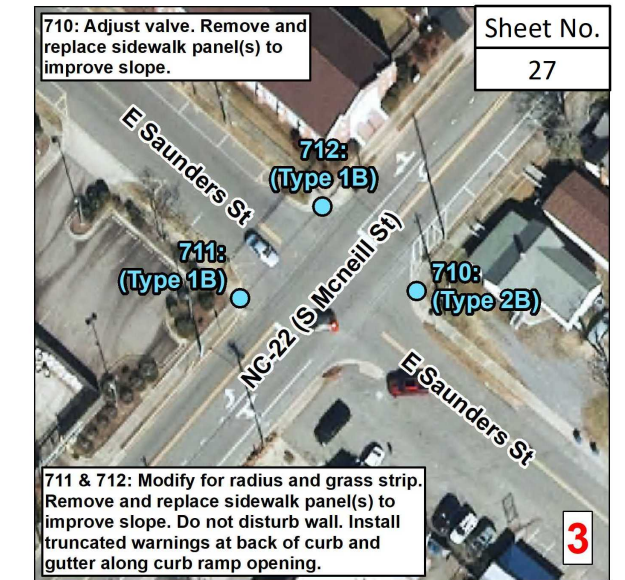 710: Adjust valve. Remove and
replace sidewalk panel(s) to
improve slope.
Sheet No.
27
E Saunders St
712:
(Type 1B)
711:
(Type 1B)
NC-22 (S Mcneill St)
710:
(Type 2B)
E Saunders St
711 & 712: Modify for radius and grass strip.
Remove and replace sidewalk panel(s) to
improve slope. Do not disturb wall. Install
truncated warnings at back of curb and
gutter along curb ramp opening.
3